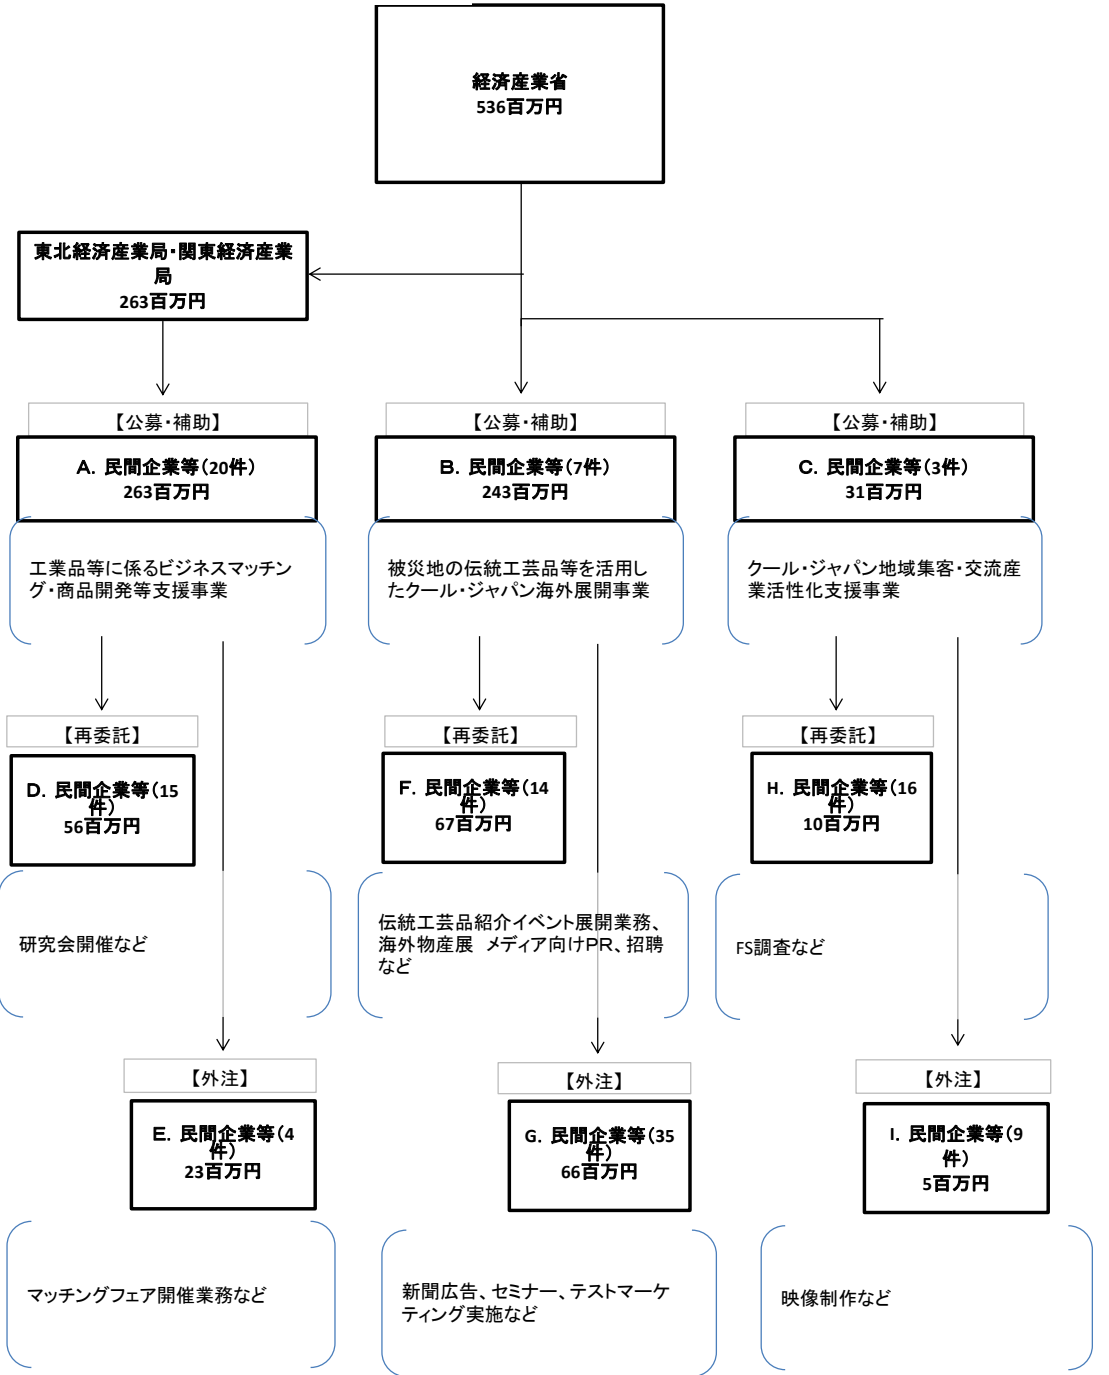 経済産業省
536百万円
東北経済産業局・関東経済産業
局
263百万円
【公募・補助】
A. 民間企業等(20件)
263百万円
工業品等に係るビジネスマッチン
グ・商品開発等支援事業
【公募・補助】
B. 民間企業等(7件)
243百万円
被災地の伝統工芸品等を活用し
たクール・ジャパン海外展開事業
【公募・補助】
C. 民間企業等(3件)
31百万円
クール・ジャパン地域集客・交流産
業活性化支援事業
【再委託】
D. 民間企業等(15
件)
56百万円
研究会開催など
【再委託】
F. 民間企業等(14
件)
67百万円
伝統工芸品紹介イベント展開業務、
海外物産展 メディア向けPR、招聘
など
【再委託】
H. 民間企業等(16
件)
10百万円
FS調査など
【外注】
E. 民間企業等(4
件)
23百万円
マッチングフェア開催業務など
【外注】
G. 民間企業等(35
件)
66百万円
新聞広告、セミナー、テストマーケ
ティング実施など
【外注】
I. 民間企業等(9
件)
5百万円
映像制作など